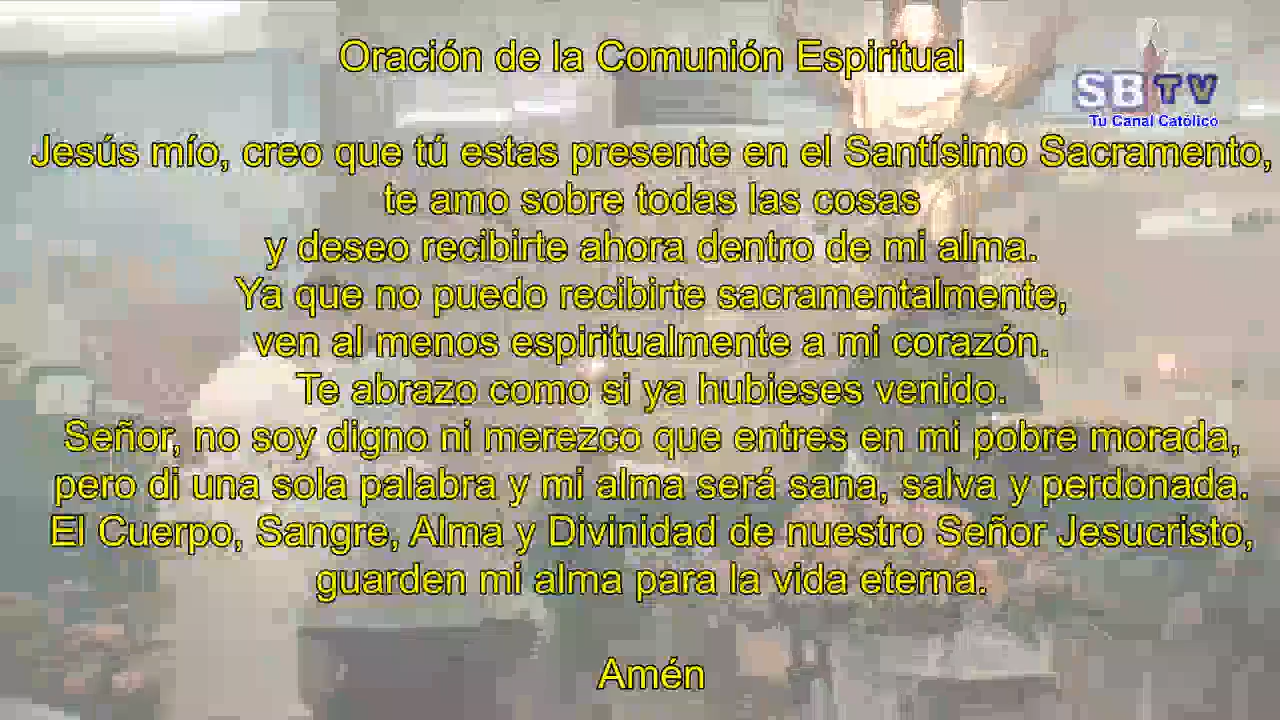 Oración de la Comunión Espiritual
SBTV
Tu Canal Católico
Jesús mío, creo que tú estas presente en el Santísimo Sacramento,
te amo sobre todas las cosas
y deseo recibirte ahora dentro de mi alma.
Ya que no puedo recibirte sacramentalmente,
ven al menos espiritualmente a mi corazón.
Te abrazo como si ya hubieses venido.
Señor, no soy digno ni merezco que entres en mi pobre morada,
pero di una sola palabra y mi alma será sana, salva y perdonada.
El Cuerpo, Sangre, Alma y Divinidad de nuestro Señor Jesucristo,
guarden mi alma para la vida eterna.
Amén